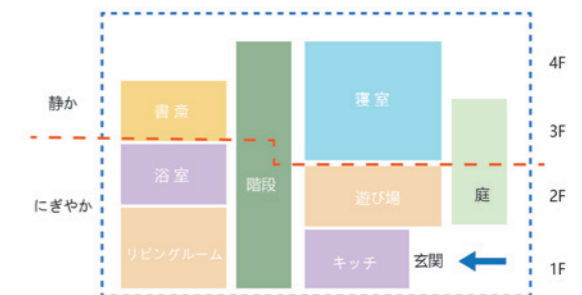 4F
静か
書斎
寝室
3F
浴室
階段
遊び場
庭
2F
にぎやか
リビングルーム
キッチ
玄関
1F